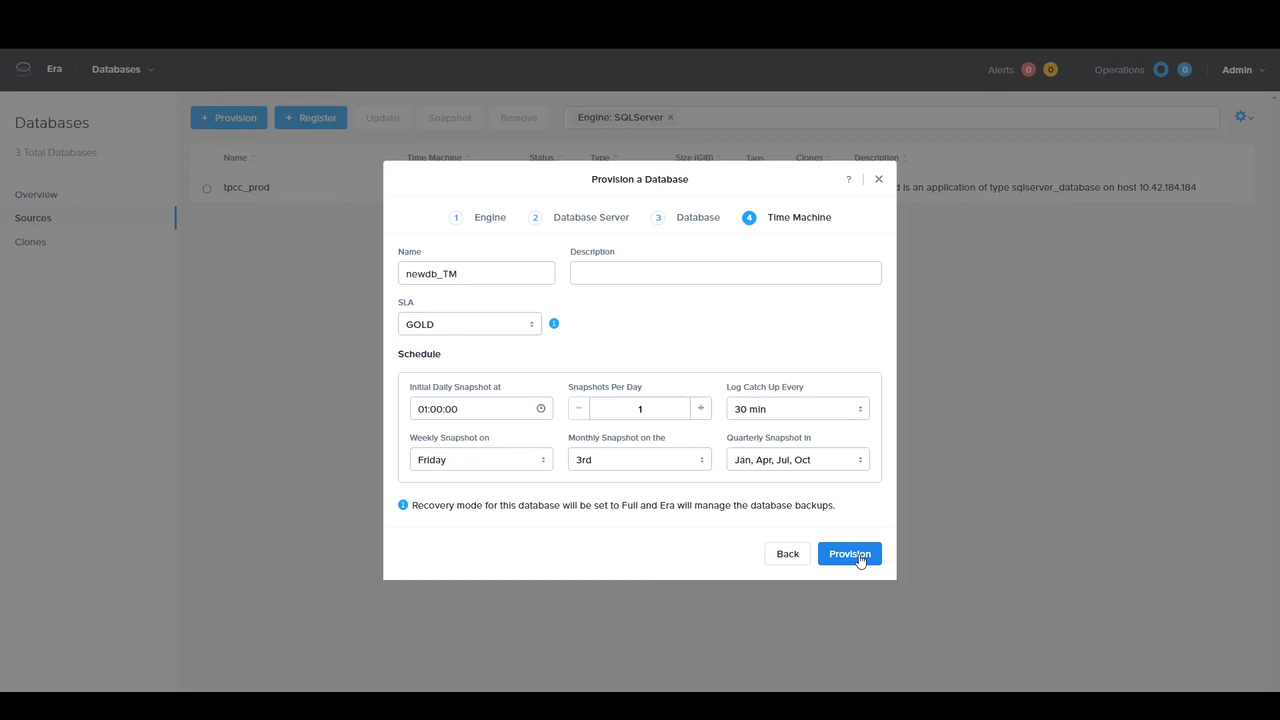 Era Databases Alerts 0 0 Operations 0 Admin
Databases
3 Total Databases
Overview
Sources
Clones
+ Provision + Register Update Snapshot Remove Engine: SQLServer ×
Name Time Machine Status Type Size (GiB) Tags Clones Description
tpcc_prod
d is an application of type sqlserver_database on host 10.42.184.184
Provision a Database ?
1 Engine 2 Database Server 3 Database 4 Time Machine
Name Description
newdb_TM
SLA
GOLD
Schedule
Initial Daily Snapshot at Snapshots Per Day Log Catch Up Every
01:00:00 − 1 + 30 min
Weekly Snapshot on Monthly Snapshot on the Quarterly Snapshot in
Friday 3rd Jan, Apr, Jul, Oct
Recovery mode for this database will be set to Full and Era will manage the database backups.
Back Provision